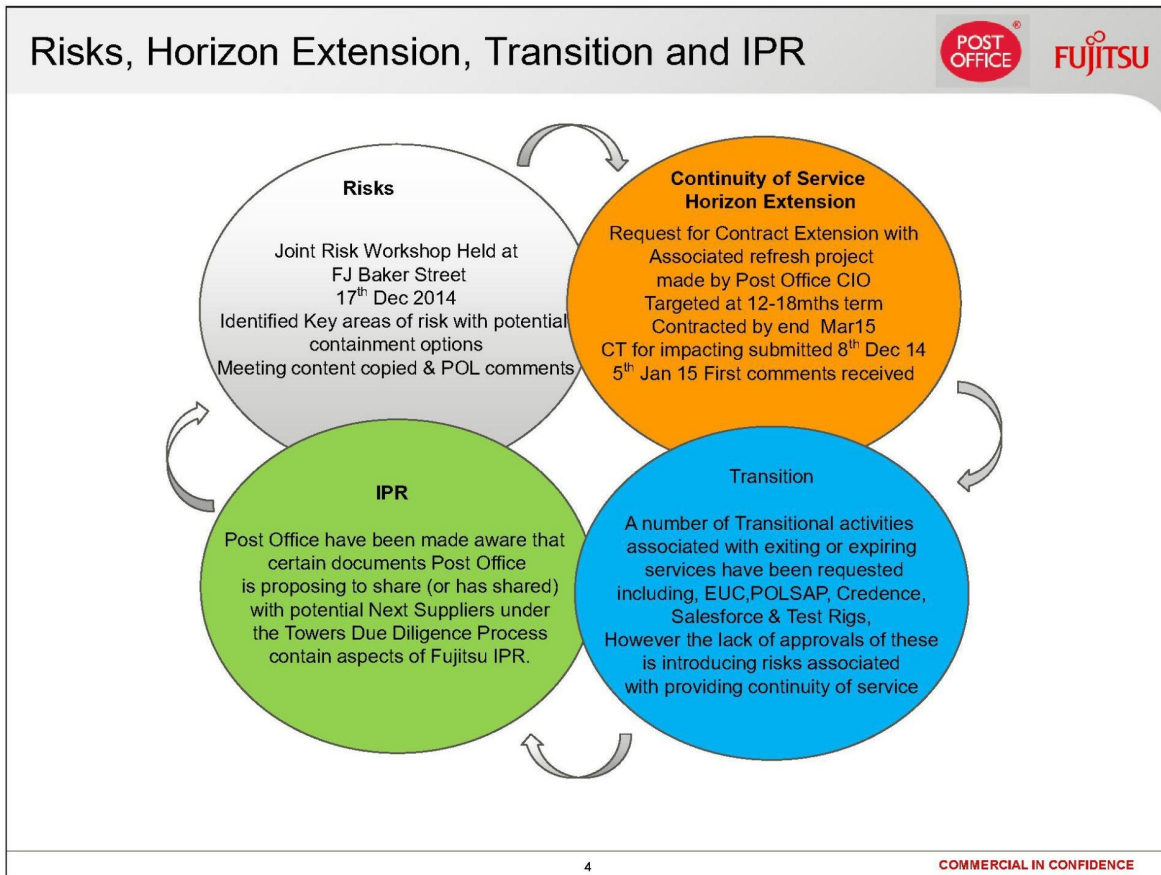 Risks, Horizon Extension, Transition and IPR
POST
OFFICE
®
FUJITSU
Risks
Joint Risk Workshop Held at
FJ Baker Street
17th Dec 2014
Identified Key areas of risk with potential
containment options
Meeting content copied & POL comments
Continuity of Service
Horizon Extension
Request for Contract Extension with
Associated refresh project
made by Post Office CIO
Targeted at 12-18mths term
Contracted by end Mar15
CT for impacting submitted 8th Dec 14
5th Jan 15 First comments received
IPR
Post Office have been made aware that
certain documents Post Office
is proposing to share (or has shared)
with potential Next Suppliers under
the Towers Due Diligence Process
contain aspects of Fujitsu IPR.
Transition
A number of Transitional activities
associated with exiting or expiring
services have been requested
including, EUC,POLSAP, Credence,
Salesforce & Test Rigs,
However the lack of approvals of these
is introducing risks associated
with providing continuity of service
4
COMMERCIAL IN CONFIDENCE